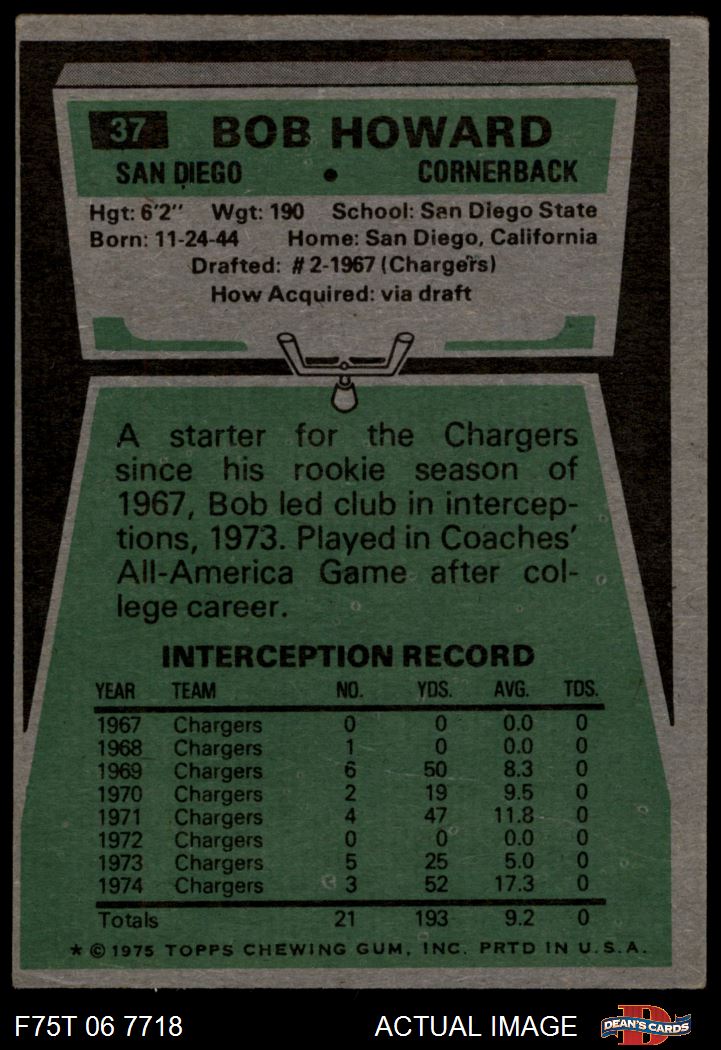 37 BOB HOWARD
SAN DIEGO • CORNERBACK
Hgt: 6'2" Wgt: 190 School: San Diego State
Born: 11-24-44 Home: San Diego, California
Drafted: #2-1967 (Chargers)
How Acquired: via draft
A starter for the Chargers
since his rookie season of
1967, Bob led club in intercep-
tions, 1973. Played in Coaches'
All-America Game after col-
lege career.
INTERCEPTION RECORD
YEAR TEAM NO. YDS. AVG. TDS.
1967 Chargers 0 0 0.0 0
1968 Chargers 1 0 0.0 0
1969 Chargers 6 50 8.3 0
1970 Chargers 2 19 9.5 0
1971 Chargers 4 47 11.8 0
1972 Chargers 0 0 0.0 0
1973 Chargers 5 25 5.0 0
1974 Chargers 3 52 17.3 0
Totals 21 193 9.2 0
* © 1975 TOPPS CHEWING GUM, INC. PRTD IN U.S.A.
F75T 06 7718 ACTUAL IMAGE D DEAN'S CARDS